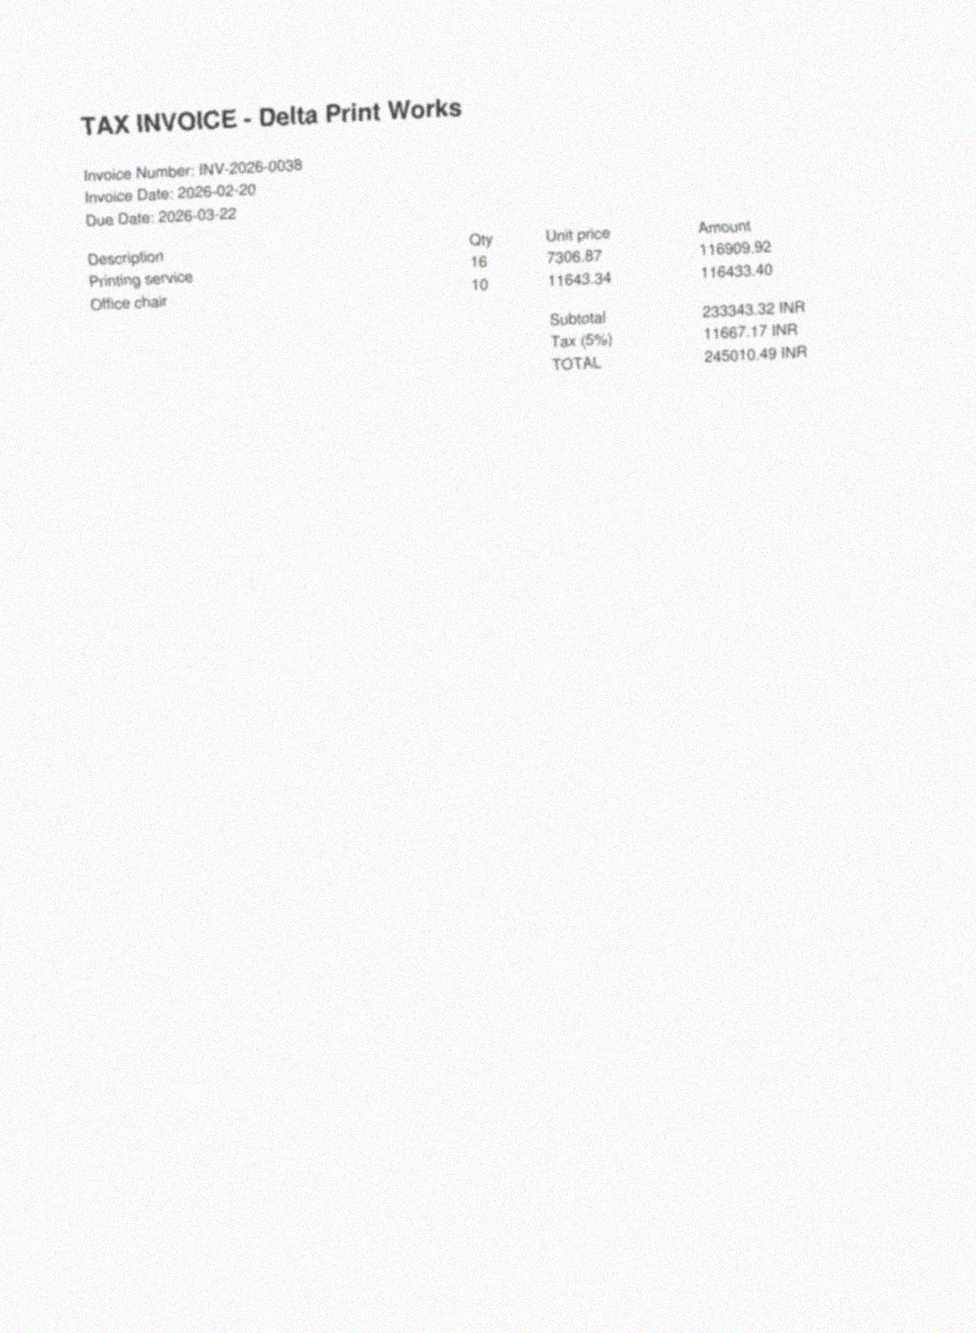 TAX INVOICE - Delta Print Works
Invoice Number: INV-2026-0038
Invoice Date: 2026-02-20
Due Date: 2026-03-22
Description Qty Unit price Amount
Printing service 16 7306.87 116909.92
Office chair 10 11643.34 116433.40
Subtotal 233343.32 INR
Tax (5%) 11667.17 INR
TOTAL 245010.49 INR